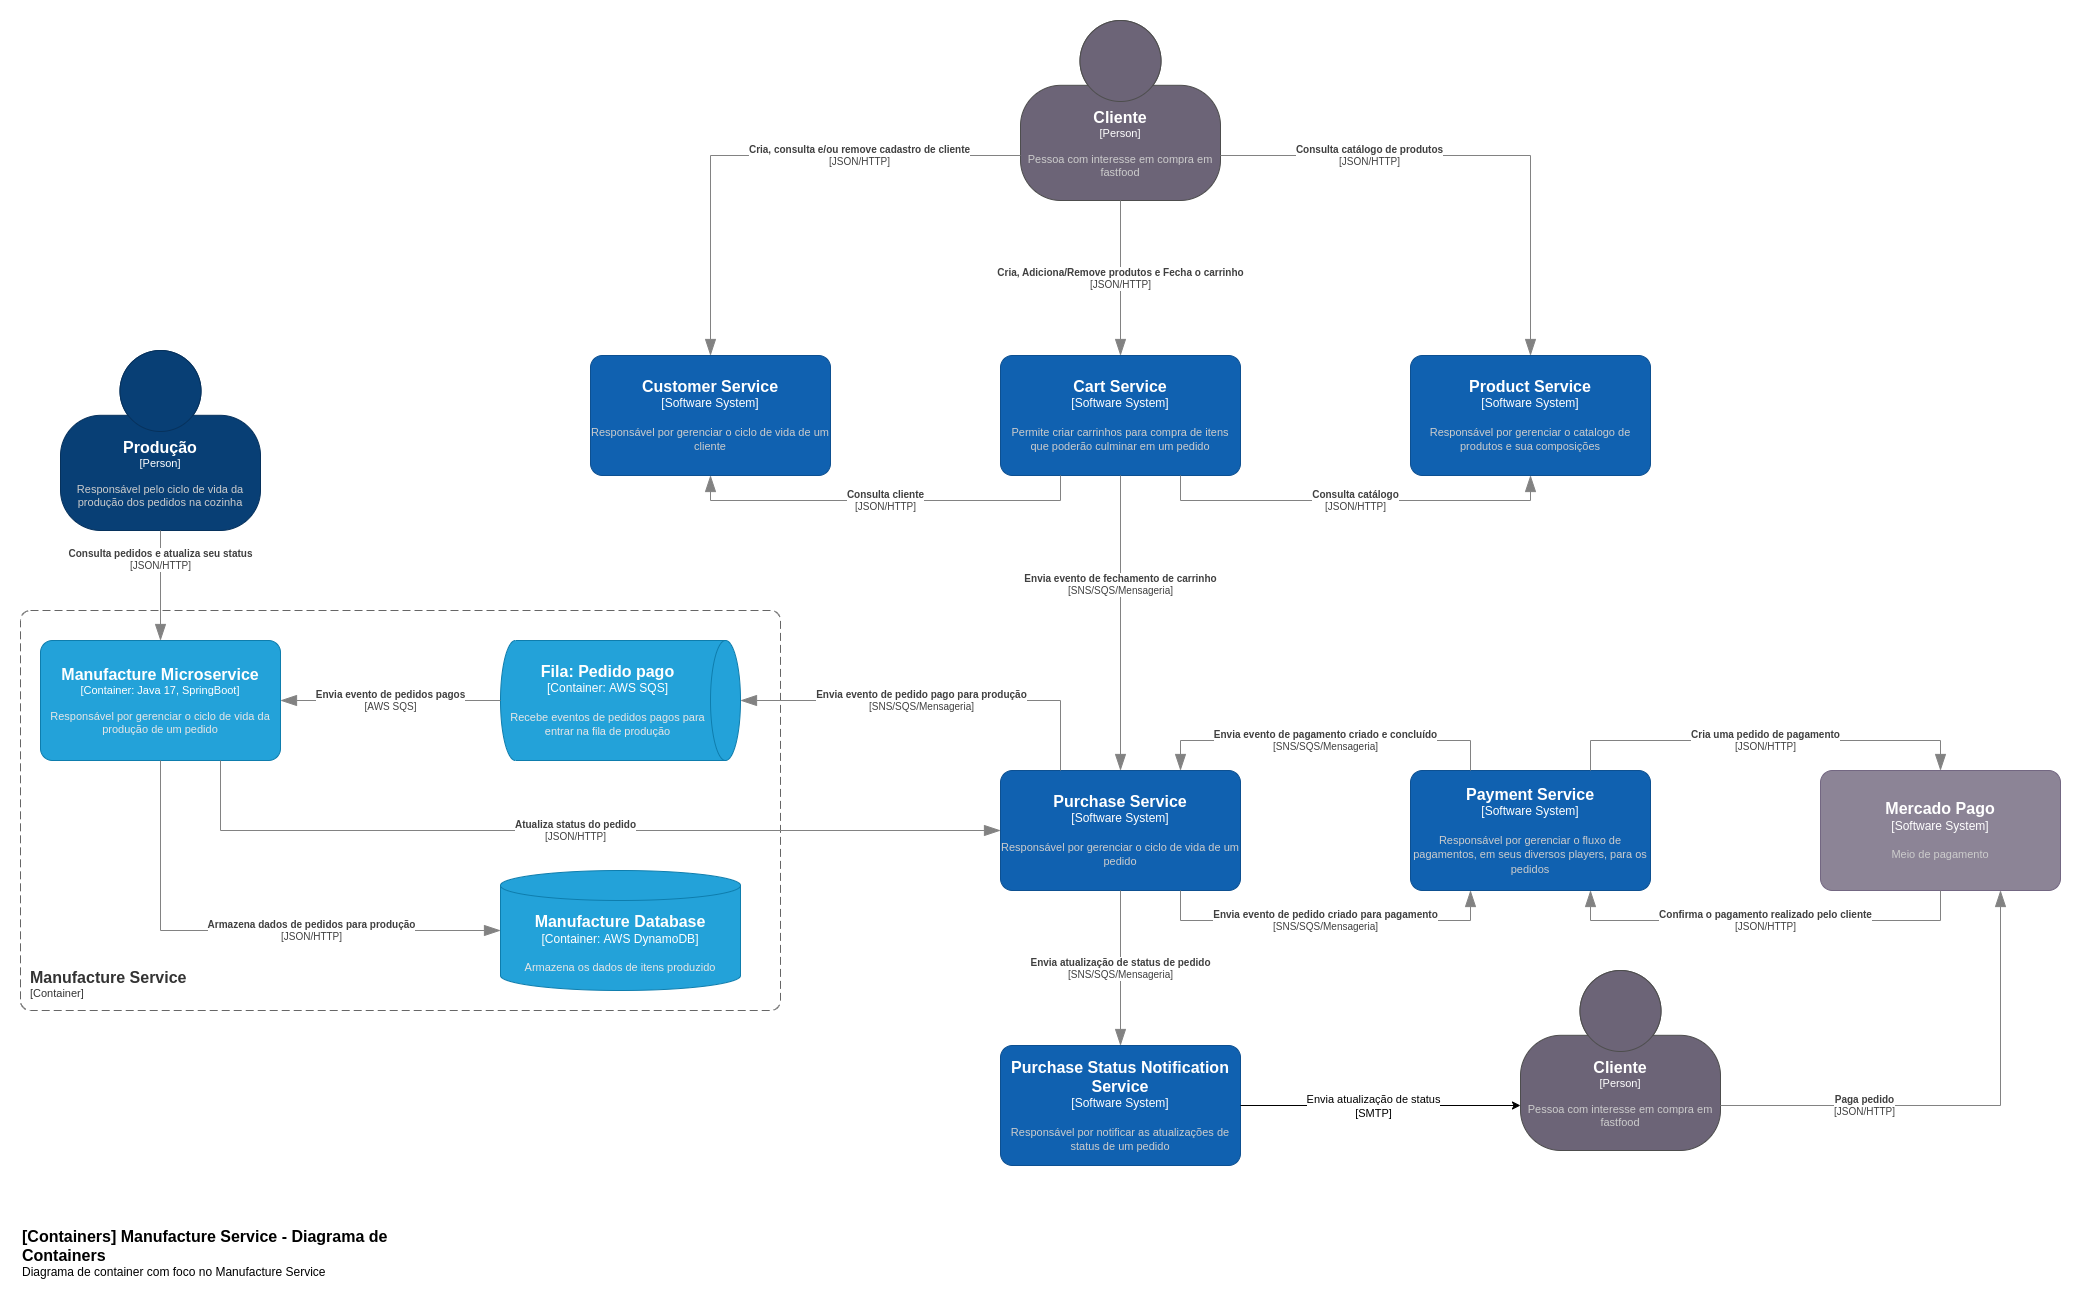 Cliente
[Person]
Pessoa com interesse em compra em
fastfood
Cria, consulta e/ou remove cadastro de cliente
[JSON/HTTP]
Consulta catálogo de produtos
[JSON/HTTP]
Cria, Adiciona/Remove produtos e Fecha o carrinho
[JSON/HTTP]
Customer Service
[Software System]
Responsável por gerenciar o ciclo de vida de um
cliente
Cart Service
[Software System]
Permite criar carrinhos para compra de itens
que poderão culminar em um pedido
Product Service
[Software System]
Responsável por gerenciar o catalogo de
produtos e sua composições
Produção
[Person]
Responsável pelo ciclo de vida da
produção dos pedidos na cozinha
Consulta cliente
[JSON/HTTP]
Consulta catálogo
[JSON/HTTP]
Consulta pedidos e atualiza seu status
[JSON/HTTP]
Envia evento de fechamento de carrinho
[SNS/SQS/Mensageria]
Manufacture Microservice
[Container: Java 17, SpringBoot]
Responsável por gerenciar o ciclo de vida da
produção de um pedido
Envia evento de pedidos pagos
[AWS SQS]
Fila: Pedido pago
[Container: AWS SQS]
Recebe eventos de pedidos pagos para
entrar na fila de produção
Envia evento de pedido pago para produção
[SNS/SQS/Mensageria]
Envia evento de pagamento criado e concluído
[SNS/SQS/Mensageria]
Cria uma pedido de pagamento
[JSON/HTTP]
Atualiza status do pedido
[JSON/HTTP]
Purchase Service
[Software System]
Responsável por gerenciar o ciclo de vida de um
pedido
Payment Service
[Software System]
Responsável por gerenciar o fluxo de
pagamentos, em seus diversos players, para os
pedidos
Mercado Pago
[Software System]
Meio de pagamento
Armazena dados de pedidos para produção
[JSON/HTTP]
Manufacture Database
[Container: AWS DynamoDB]
Armazena os dados de itens produzido
Envia evento de pedido criado para pagamento
[SNS/SQS/Mensageria]
Confirma o pagamento realizado pelo cliente
[JSON/HTTP]
Manufacture Service
[Container]
Envia atualização de status de pedido
[SNS/SQS/Mensageria]
Purchase Status Notification
Service
[Software System]
Responsável por notificar as atualizações de
status de um pedido
Envia atualização de status
[SMTP]
Cliente
[Person]
Pessoa com interesse em compra em
fastfood
Paga pedido
[JSON/HTTP]
[Containers] Manufacture Service - Diagrama de
Containers
Diagrama de container com foco no Manufacture Service